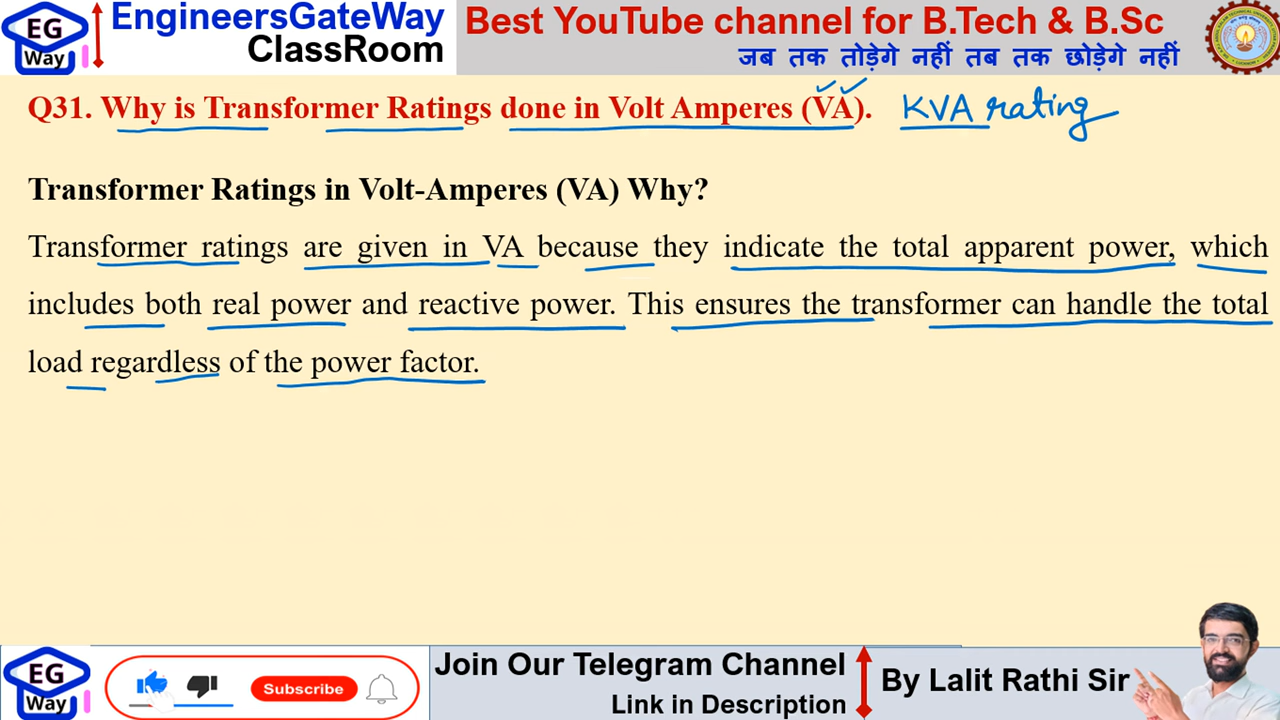 EG
Way
EngineersGateWay
ClassRoom
Best YouTube channel for B.Tech & B.Sc
जब तक तोड़ेगे नहीं तब तक छोड़ेगे नहीं
Q31. Why is Transformer Ratings done in Volt Amperes (VA). KVA rating
Transformer Ratings in Volt-Amperes (VA) Why?
Transformer ratings are given in VA because they indicate the total apparent power, which
includes both real power and reactive power. This ensures the transformer can handle the total
load regardless of the power factor.
EG
Way
Subscribe
Join Our Telegram Channel
Link in Description
By Lalit Rathi Sir